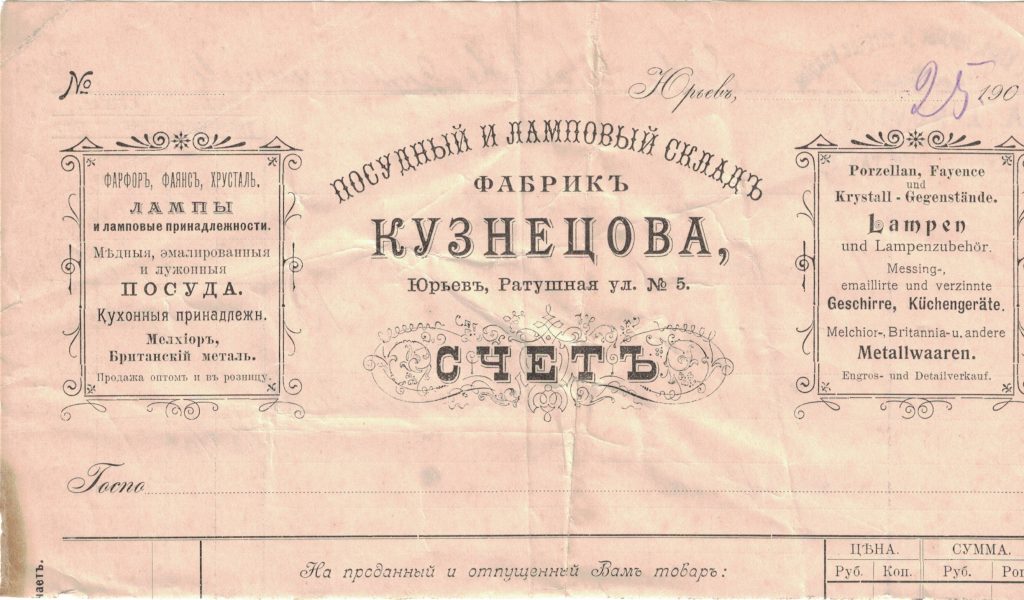 №
Юрьевъ, 25 190
ПОСУДНЫЙ И ЛАМПОВЫЙ СКЛАДЪ
ФАБРИКЪ
КУЗНЕЦОВА,
Юрьевъ, Ратушная ул. № 5.
СЧЕТЪ
ФАРФОРЪ, ФАЯНСЪ, ХРУСТАЛЬ.
ЛАМПЫ
и ламповые принадлежности.
Мѣдныя, эмалированныя
и лужонныя
ПОСУДА.
Кухонныя принадлежн.
Мелхіоръ,
Британскій металь.
Продажа оптомъ и въ розницу.
Porzellan, Fayence
und
Krystall - Gegenstände.
Lampen
und Lampenzubehör.
Messing-,
emaillirte und verzinnte
Geschirre, Küchengeräte.
Melchior-, Britannia- u. andere
Metallwaaren.
Engros- und Detailverkauf.
Госпо
На проданный и отпущенный Вамъ товаръ:
ЦѢНА. СУММА.
Руб. Коп. Руб.